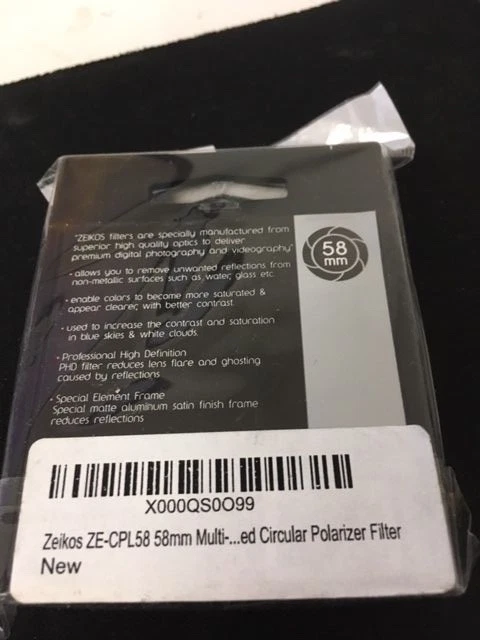 "ZEIKOS filters are specially manufactured from
superior high quality optics to deliver
premium digital photography and videography"
• allows you to remove unwanted reflections from
non-metallic surfaces such as water, glass etc.
• enable colors to become more saturated &
appear clearer, with better contrast
• used to increase the contrast and saturation
in blue skies & white clouds.
• Professional High Definition
PHD filter reduces lens flare and ghosting
caused by reflections
• Special Element Frame
Special matte aluminum satin finish frame
reduces reflections
58
mm
X000QS0O99
Zeikos ZE-CPL58 58mm Multi-...ed Circular Polarizer Filter
New